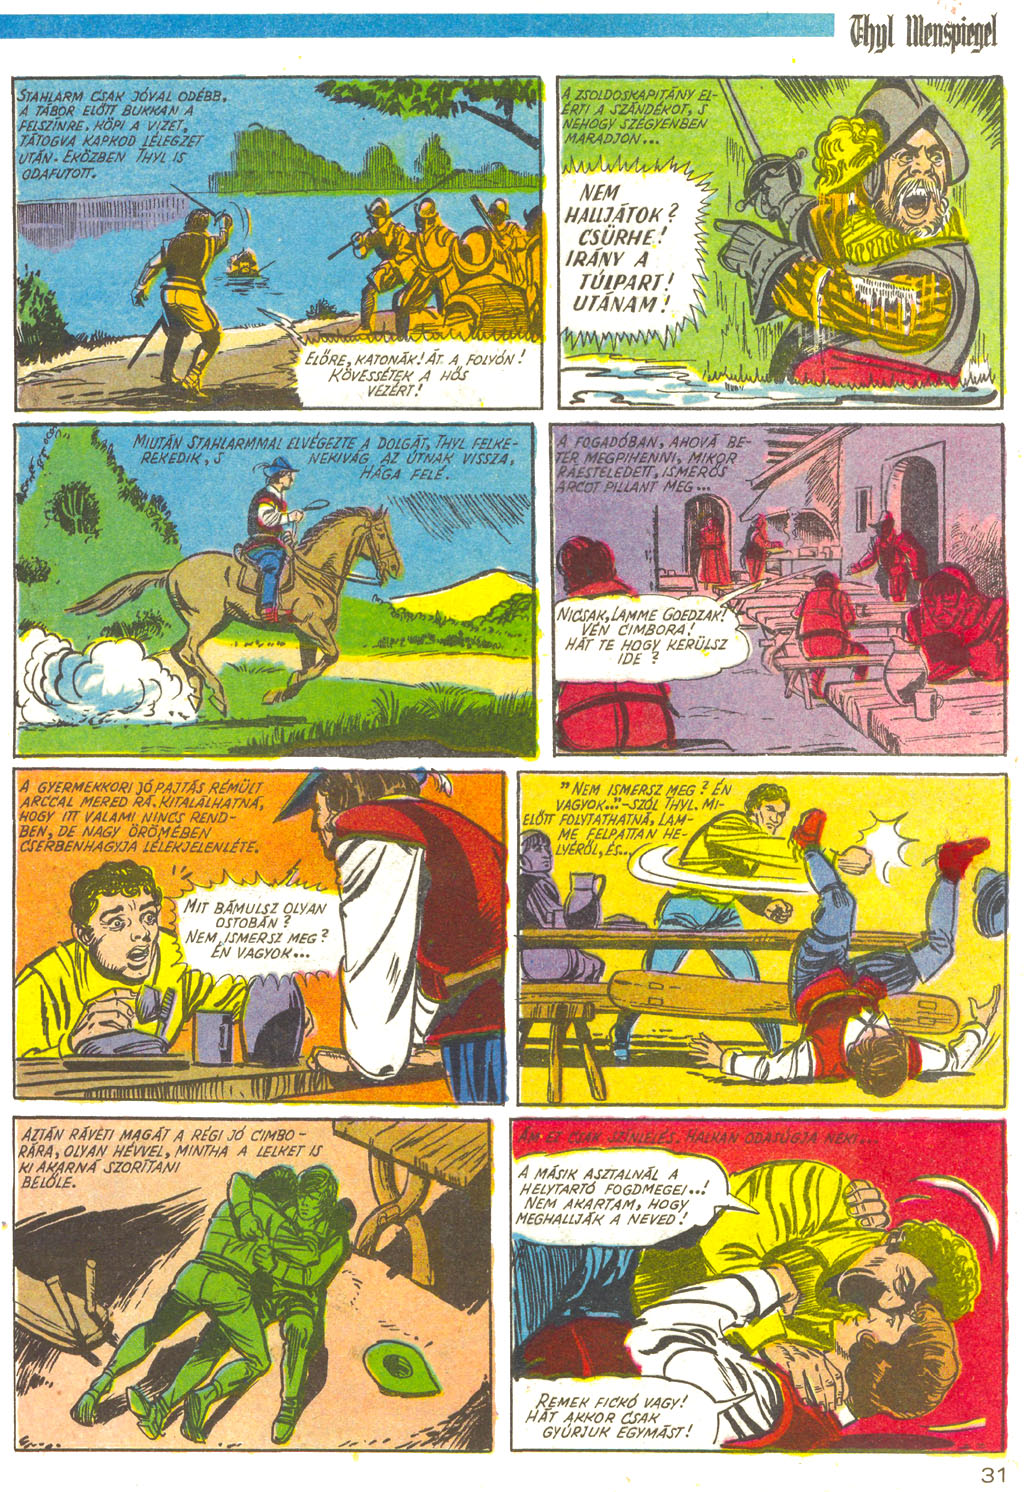 Thyl Ulenspiegel
STAHLARM CSAK JÓVAL ODÉBB,
A TÁBOR ELŐTT BUKKAN A
FELSZÍNRE. KÖPI A VIZET,
TÁTOGVA KAPKOD LÉLEGZET
UTÁN. EKÖZBEN THYL IS
ODAFUTOTT.
ELŐRE, KATONÁK! ÁT A FOLYÓN!
KÖVESSÉTEK A HŐS
VEZÉRT!
A ZSOLDOSKAPITÁNY EL-
ÉRTI A SZÁNDÉKOT, S
NEHOGY SZÉGYENBEN
MARADJON...
NEM
HALLJÁTOK?
CSÜRHE!
IRÁNY A
TÚLPART!
UTÁNAM!
MIUTÁN STAHLARMMAL ELVÉGEZTE A DOLGÁT, THYL FELKE-
REKEDIK, S NEKIVÁG AZ ÚTNAK VISSZA,
HÁGA FELÉ.
A FOGADÓBAN, AHOVÁ BE-
TÉR MEGPIHENNI, MIKOR
RÁESTELEDETT, ISMERŐS
ARCOT PILLANT MEG...
NICSAK, LAMME GOEDZAK!
VÉN CIMBORA!
HÁT TE HOGY KERÜLSZ
IDE?
A GYERMEKKORI JÓ PAJTÁS RÉMÜLT
ARCCAL MERED RÁ. KITALÁLHATNÁ,
HOGY ITT VALAMI NINCS REND-
BEN, DE NAGY ÖRÖMÉBEN
CSERBENHAGYJA LÉLEKJELENLÉTE.
MIT BÁMULSZ OLYAN
OSTOBÁN?
NEM ISMERSZ MEG?
ÉN VAGYOK...
"NEM ISMERSZ MEG? ÉN
VAGYOK..."-SZÓL THYL. MI-
ELŐTT FOLYTATHATNÁ, LAM-
ME FELPATTAN HE-
LYÉRŐL, ÉS...
AZTÁN RÁVETI MAGÁT A RÉGI JÓ CIMBO-
RÁRA, OLYAN HÉVVEL, MINTHA A LELKET IS
KI AKARNÁ SZORÍTANI
BELŐLE.
ÁM EZ CSAK SZÍNLELÉS. HALKAN ODASÚGJA NEKI...
A MÁSIK ASZTALNÁL A
HELYTARTÓ FOGDMEGEI...!
NEM AKARTAM, HOGY
MEGHALLJÁK A NEVED!
REMEK FICKÓ VAGY!
HÁT AKKOR CSAK
GYÚRJUK EGYMÁST!
31